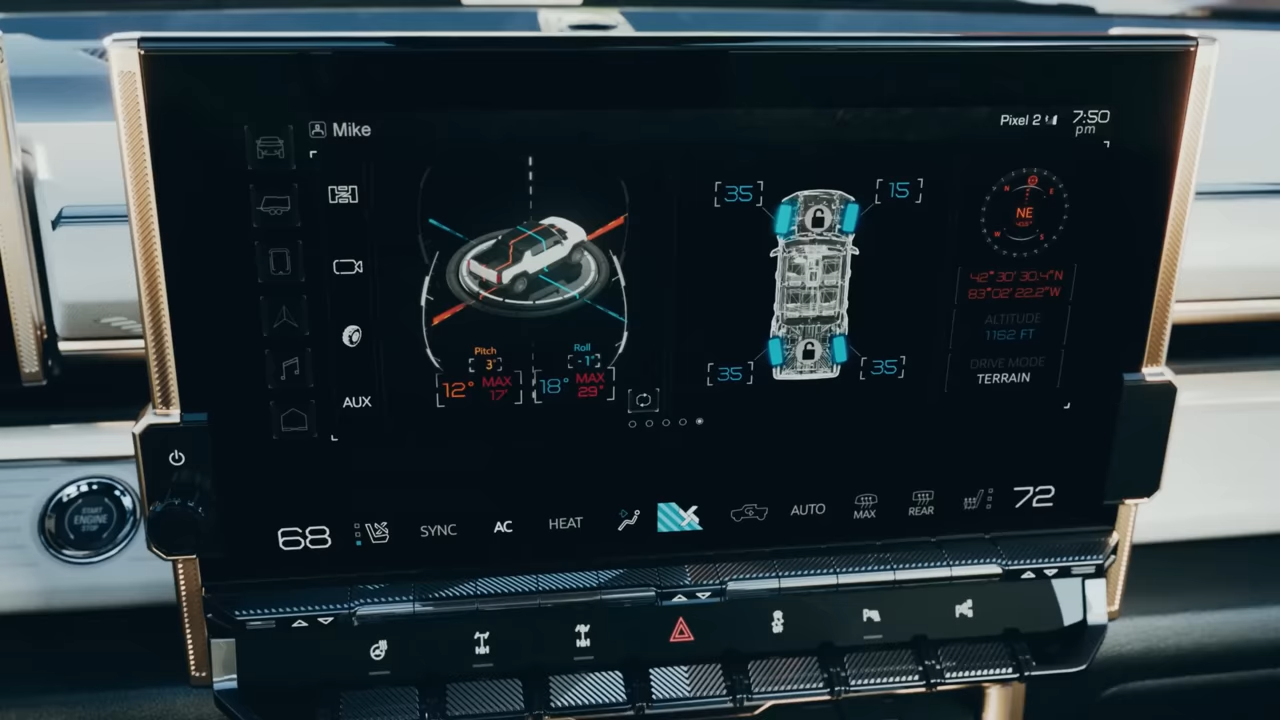 Mike
Pixel 2
7:50
pm
35
15
N
E
NE
W
S
42° 30' 30.4"N
83°02' 22.2"W
ALTITUDE
1162 FT
DRIVE MODE
TERRAIN
Pitch
3°
Roll
-1°
12°
MAX
17°
18°
MAX
29°
35
35
AUX
START
ENGINE
STOP
68
SYNC
AC
HEAT
AUTO
MAX
REAR
72